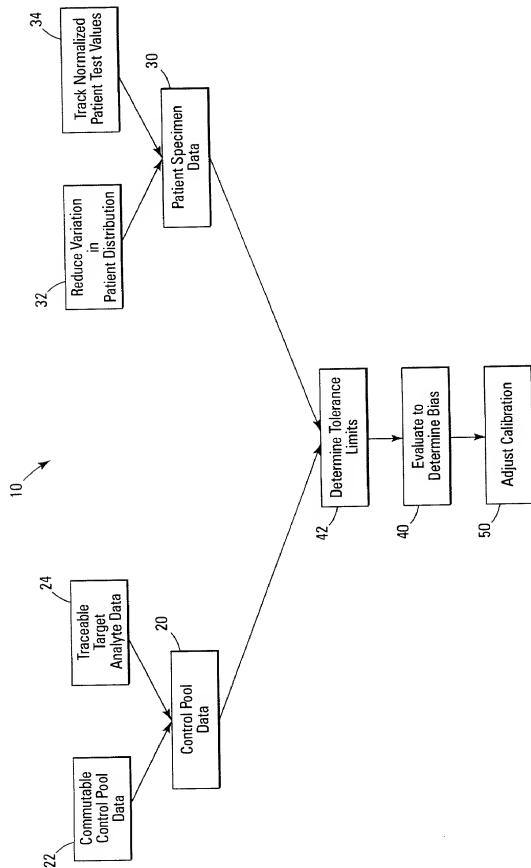 10
22
Commutable
Control Pool
Data
24
Traceable
Target
Analyte Data
32
Reduce Variation
in
Patient Distribution
34
Track Normalized
Patient Test Values
20
Control Pool
Data
30
Patient Specimen
Data
42
Determine Tolerance
Limits
40
Evaluate to
Determine Bias
50
Adjust Calibration